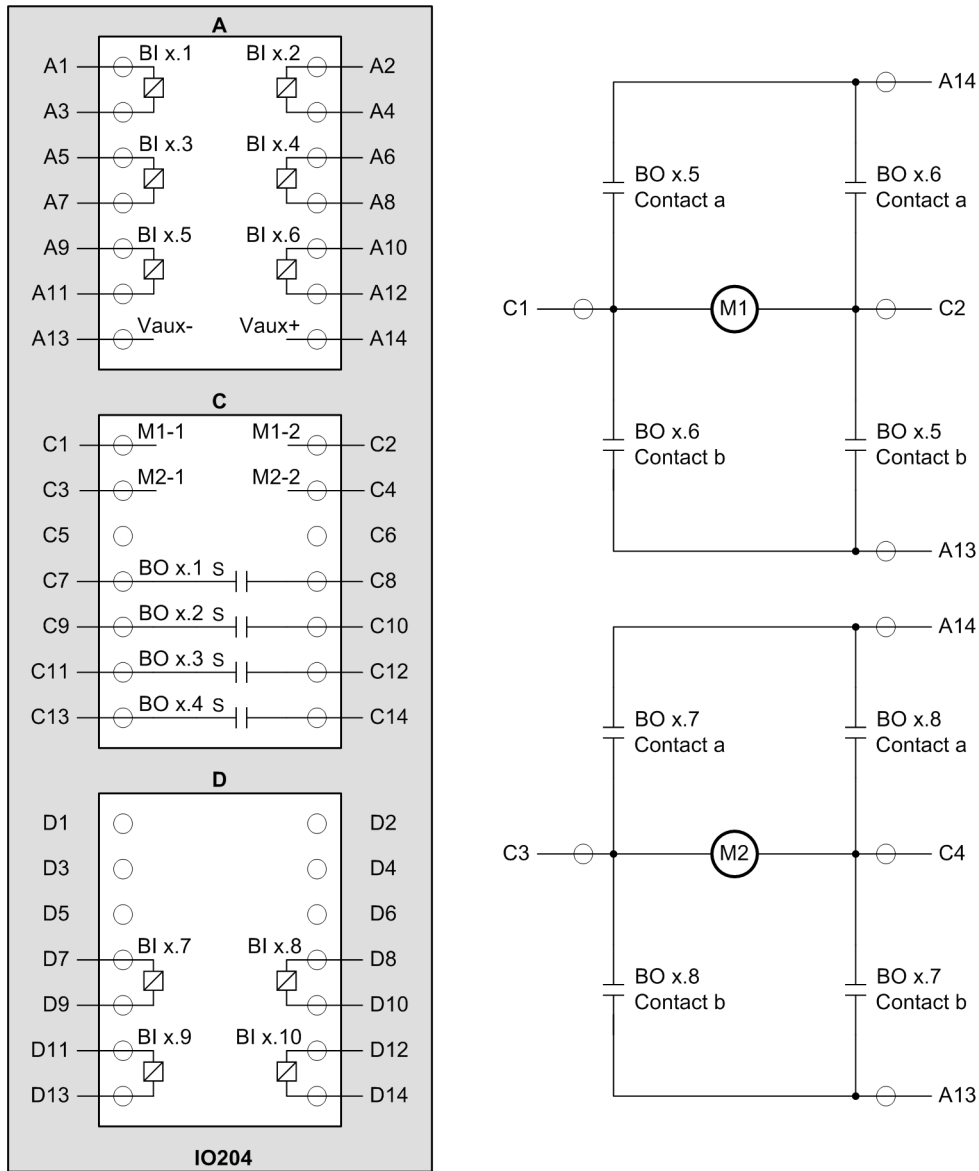 A
A1 BI x.1 BI x.2 A2
A3 A4
A5 BI x.3 BI x.4 A6
A7 A8
A9 BI x.5 BI x.6 A10
A11 A12
A13 Vaux- Vaux+ A14
C
C1 M1-1 M1-2 C2
C3 M2-1 M2-2 C4
C5 C6
C7 BO x.1 S C8
C9 BO x.2 S C10
C11 BO x.3 S C12
C13 BO x.4 S C14
D
D1 D2
D3 D4
D5 D6
D7 BI x.7 BI x.8 D8
D9 D10
D11 BI x.9 BI x.10 D12
D13 D14
IO204
A14
BO x.5 BO x.6
Contact a Contact a
C1 M1 C2
BO x.6 BO x.5
Contact b Contact b
A13
A14
BO x.7 BO x.8
Contact a Contact a
C3 M2 C4
BO x.8 BO x.7
Contact b Contact b
A13